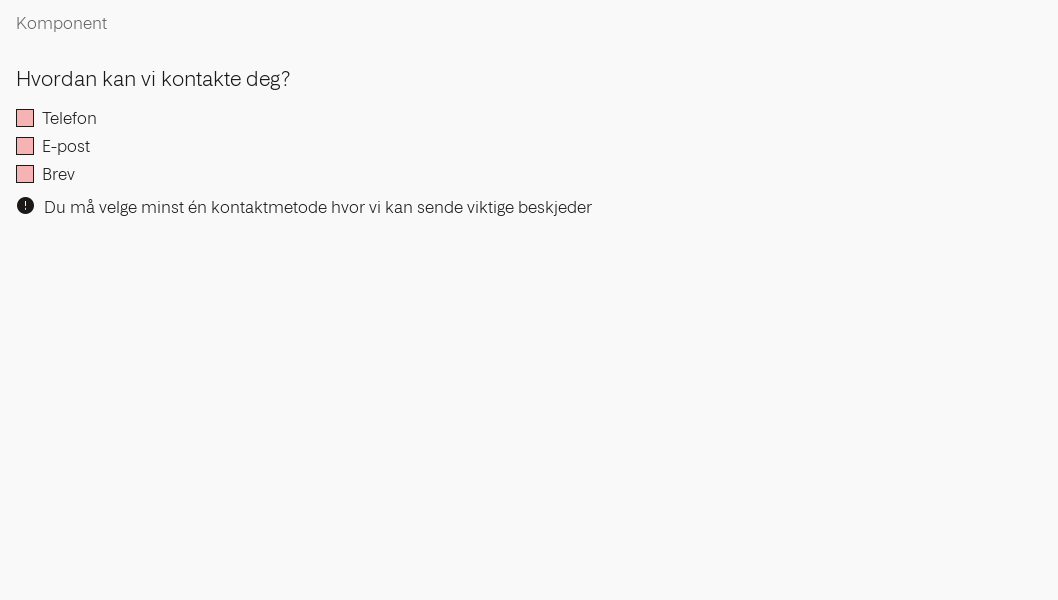 Komponent
Hvordan kan vi kontakte deg?
Telefon
E-post
Brev
Du må velge minst én kontaktmetode hvor vi kan sende viktige beskjeder